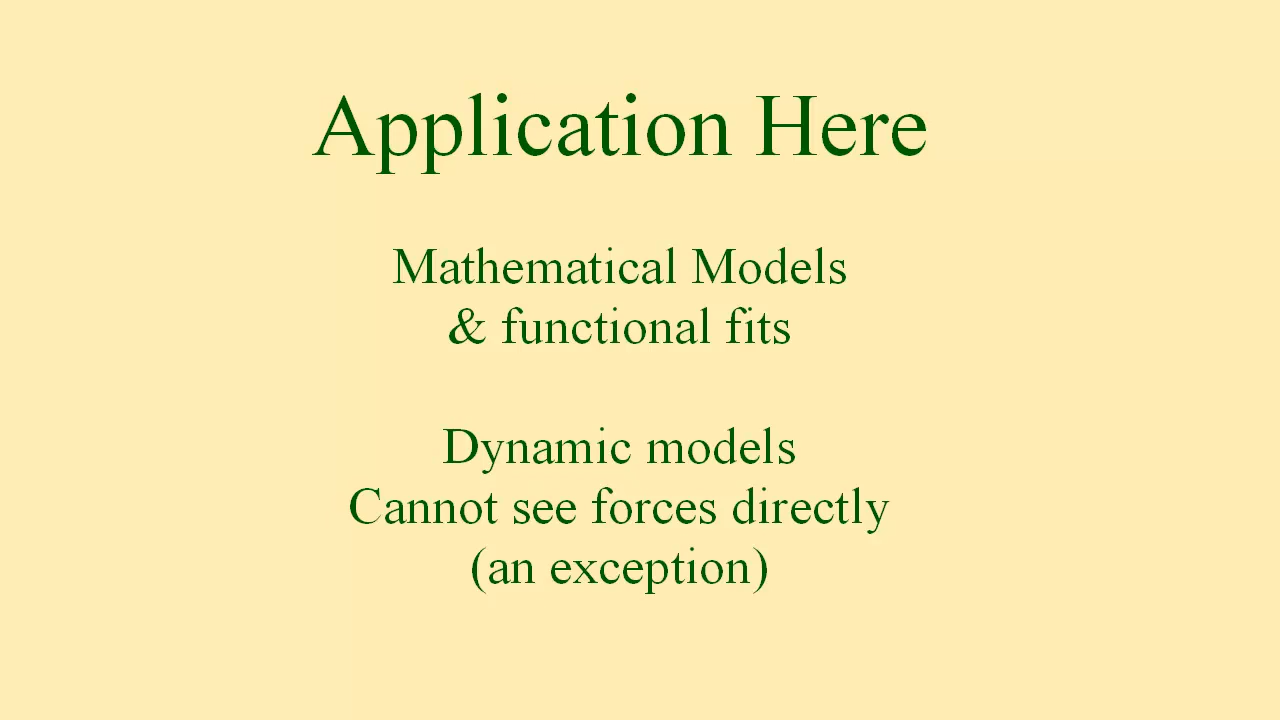 Application Here
Mathematical Models
& functional fits
Dynamic models
Cannot see forces directly
(an exception)